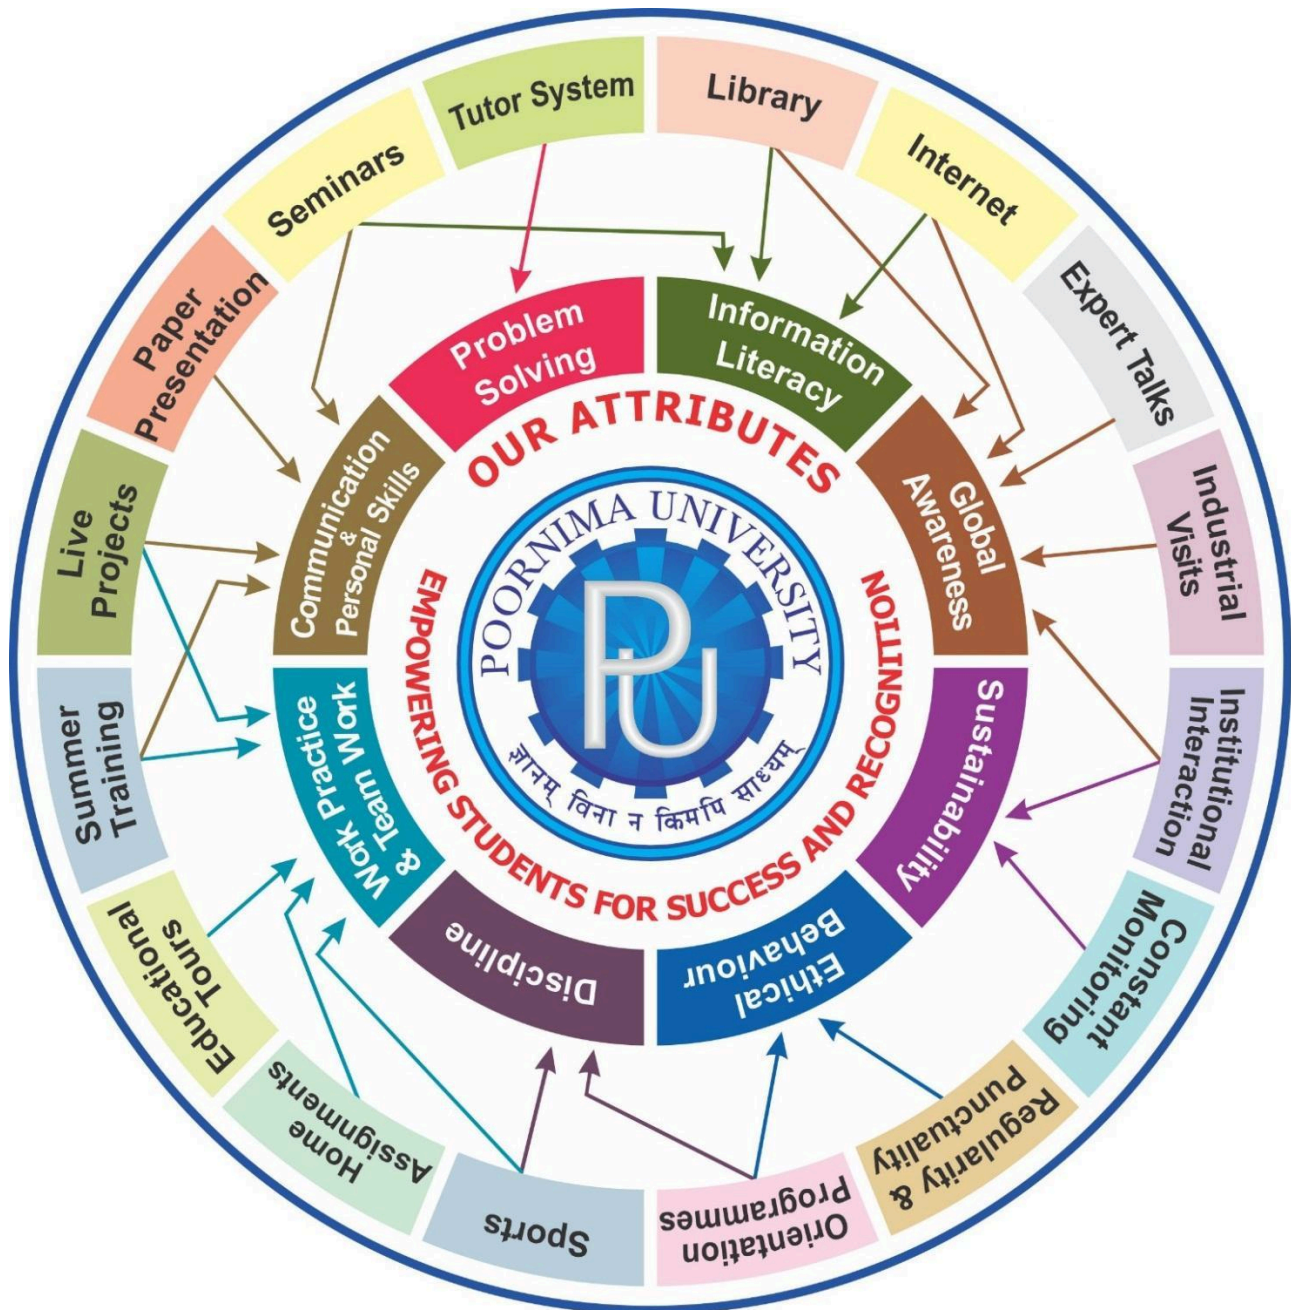 Tutor System
Library
Internet
Expert Talks
Industrial
Visits
Institutional
Interaction
Constant
Monitoring
Regularity &
Punctuality
Orientation
Programmes
Sports
Home
Assignments
Educational
Tours
Summer
Training
Live
Projects
Paper
Presentation
Seminars
Problem
Solving
Information
Literacy
Global
Awareness
Sustainability
Ethical
Behaviour
Discipline
Work Practice
& Team Work
Communication
&
Personal Skills
OUR ATTRIBUTES
EMPOWERING STUDENTS FOR SUCCESS AND RECOGNITION
POORNIMA UNIVERSITY
PU
ज्ञानम् विना न किमपि साध्यम्